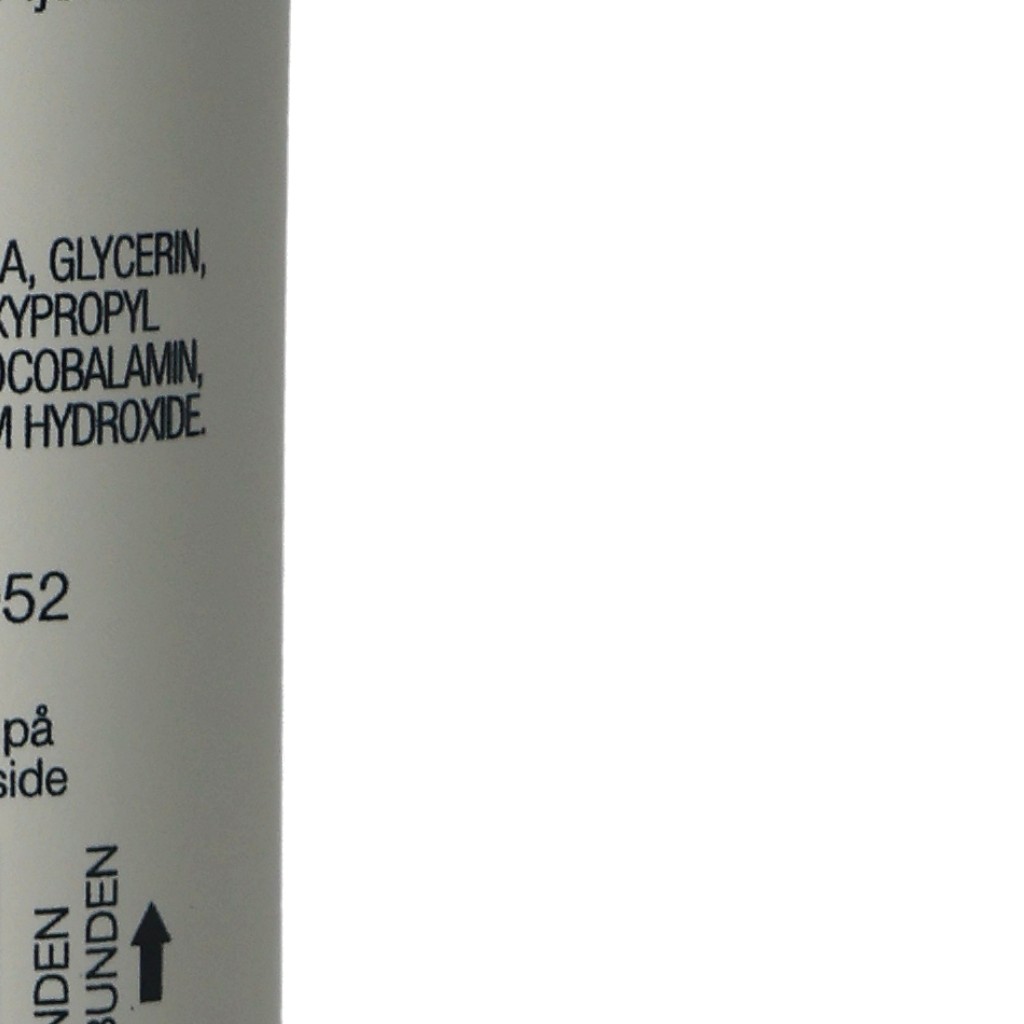 A, GLYCERIN,
XYPROPYL
OCOBALAMIN,
M HYDROXIDE.
52
på
side
NDEN
BUNDEN